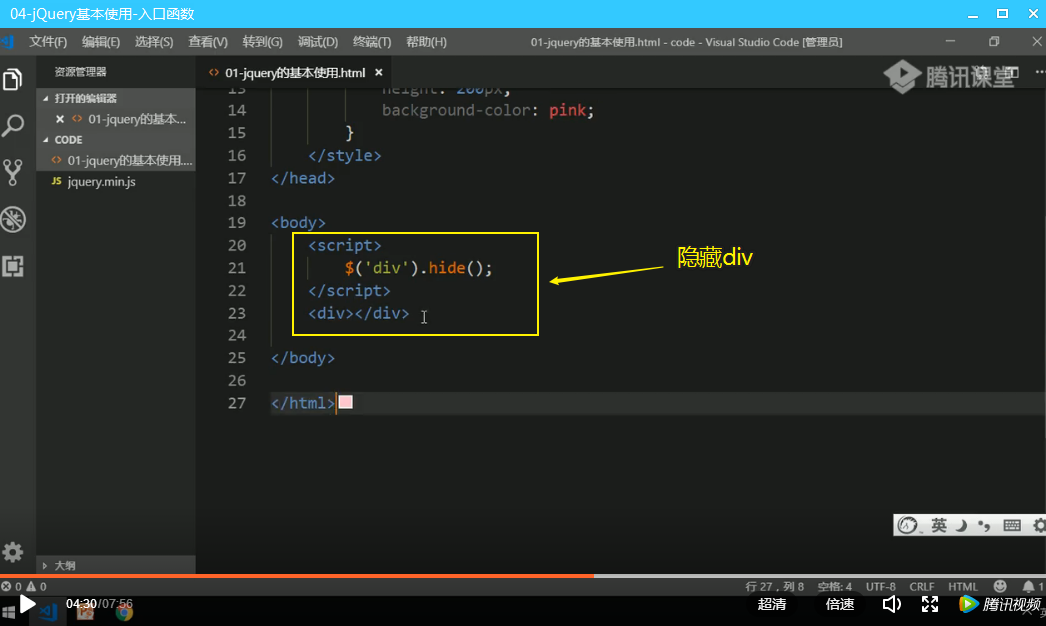 04-jQuery基本使用-入口函数
文件(F) 编辑(E) 选择(S) 查看(V) 转到(G) 调试(D) 终端(T) 帮助(H) 01-jquery的基本使用.html - code - Visual Studio Code [管理员]
资源管理器
01-jquery的基本使用.html
腾讯课堂
打开的编辑器
01-jquery的基本...
CODE
01-jquery的基本使用....
JS jquery.min.js
13 height: 200px;
14 background-color: pink;
15 }
16 </style>
17 </head>
18
19 <body>
20 <script>
21 $('div').hide();
22 </script>
23 <div></div>
24
25 </body>
26
27 </html>
隐藏div
英
大纲
0 0 行 27，列 8 空格: 4 UTF-8 CRLF HTML 1
04:30/07:56 超清 倍速 腾讯视频